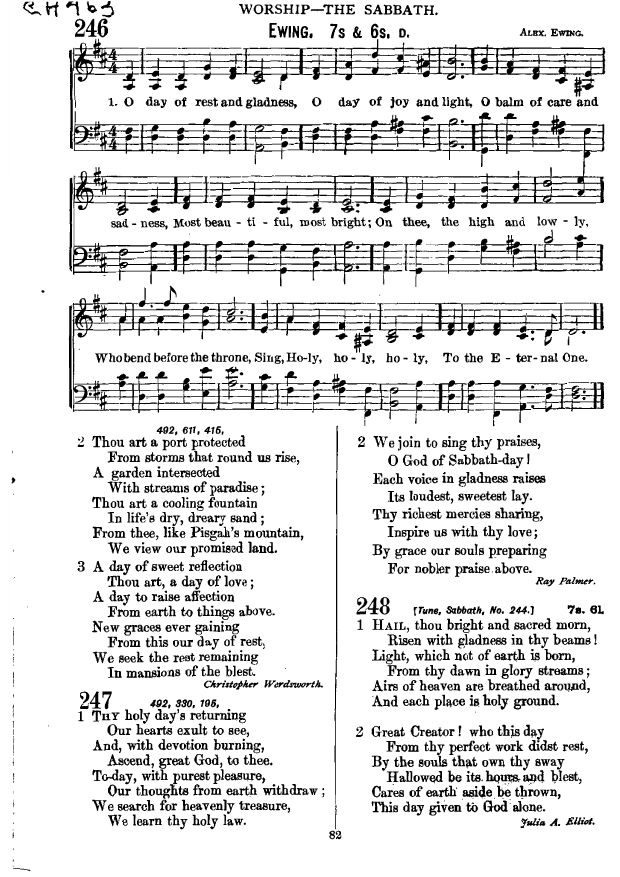 CH 963
WORSHIP—THE SABBATH.
246
EWING. 7s & 6s, D.
ALEX. EWING.
1. O day of rest and gladness, O day of joy and light, O balm of care and
sad - ness, Most beau - ti - ful, most bright; On thee, the high and low - ly,
Who bend before the throne, Sing, Ho-ly, ho - ly, ho - ly, To the E - ter-nal One.
492, 611, 415,
2 Thou art a port protected
From storms that round us rise,
A garden intersected
With streams of paradise;
Thou art a cooling fountain
In life's dry, dreary sand;
From thee, like Pisgah's mountain,
We view our promised land.
3 A day of sweet reflection
Thou art, a day of love;
A day to raise affection
From earth to things above.
New graces ever gaining
From this our day of rest,
We seek the rest remaining
In mansions of the blest.
Christopher Wordsworth.
247
492, 330, 195,
1 THY holy day's returning
Our hearts exult to see,
And, with devotion burning,
Ascend, great God, to thee.
To-day, with purest pleasure,
Our thoughts from earth withdraw;
We search for heavenly treasure,
We learn thy holy law.
2 We join to sing thy praises,
O God of Sabbath-day!
Each voice in gladness raises
Its loudest, sweetest lay.
Thy richest mercies sharing,
Inspire us with thy love;
By grace our souls preparing
For nobler praise above.
Ray Palmer.
248
[Tune, Sabbath, No. 244.]
7s. 6l.
1 HAIL, thou bright and sacred morn,
Risen with gladness in thy beams!
Light, which not of earth is born,
From thy dawn in glory streams;
Airs of heaven are breathed around,
And each place is holy ground.
2 Great Creator! who this day
From thy perfect work didst rest,
By the souls that own thy sway
Hallowed be its hours and blest,
Cares of earth aside be thrown,
This day given to God alone.
Julia A. Elliot.
82